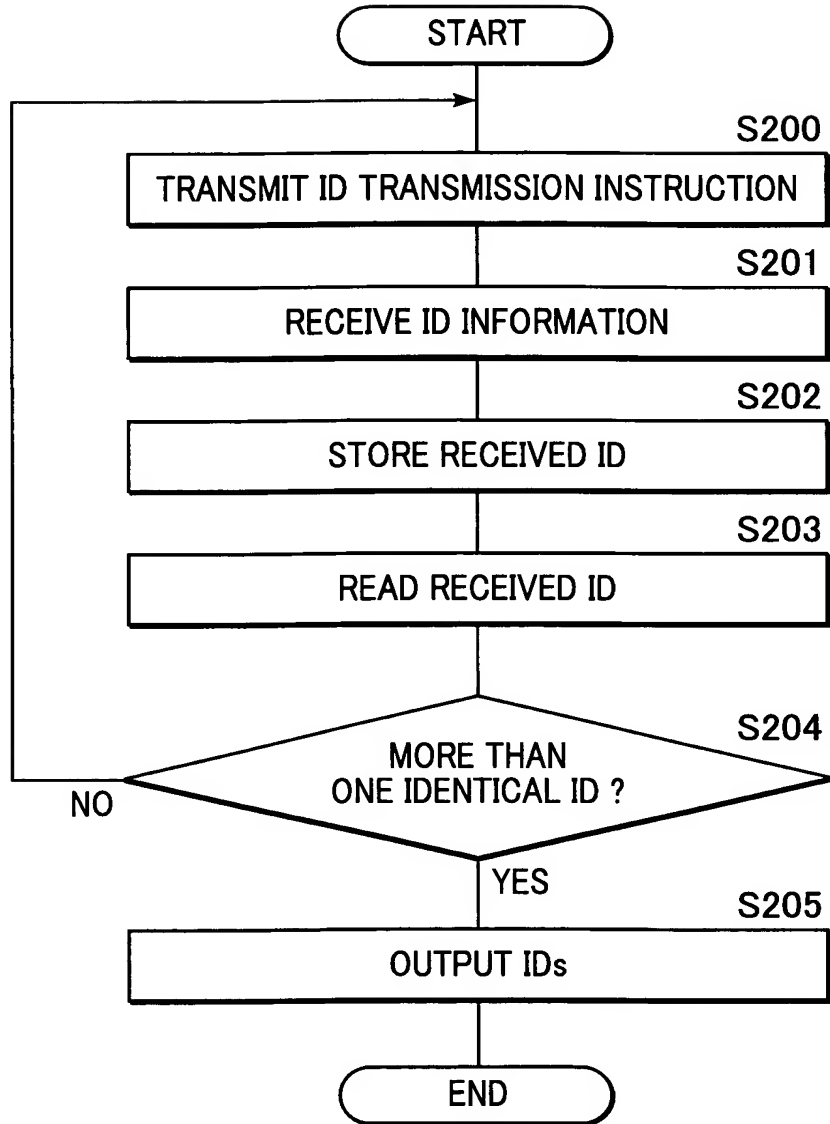 START
S200
TRANSMIT ID TRANSMISSION INSTRUCTION
S201
RECEIVE ID INFORMATION
S202
STORE RECEIVED ID
S203
READ RECEIVED ID
S204
MORE THAN
ONE IDENTICAL ID ?
NO
YES
S205
OUTPUT IDs
END